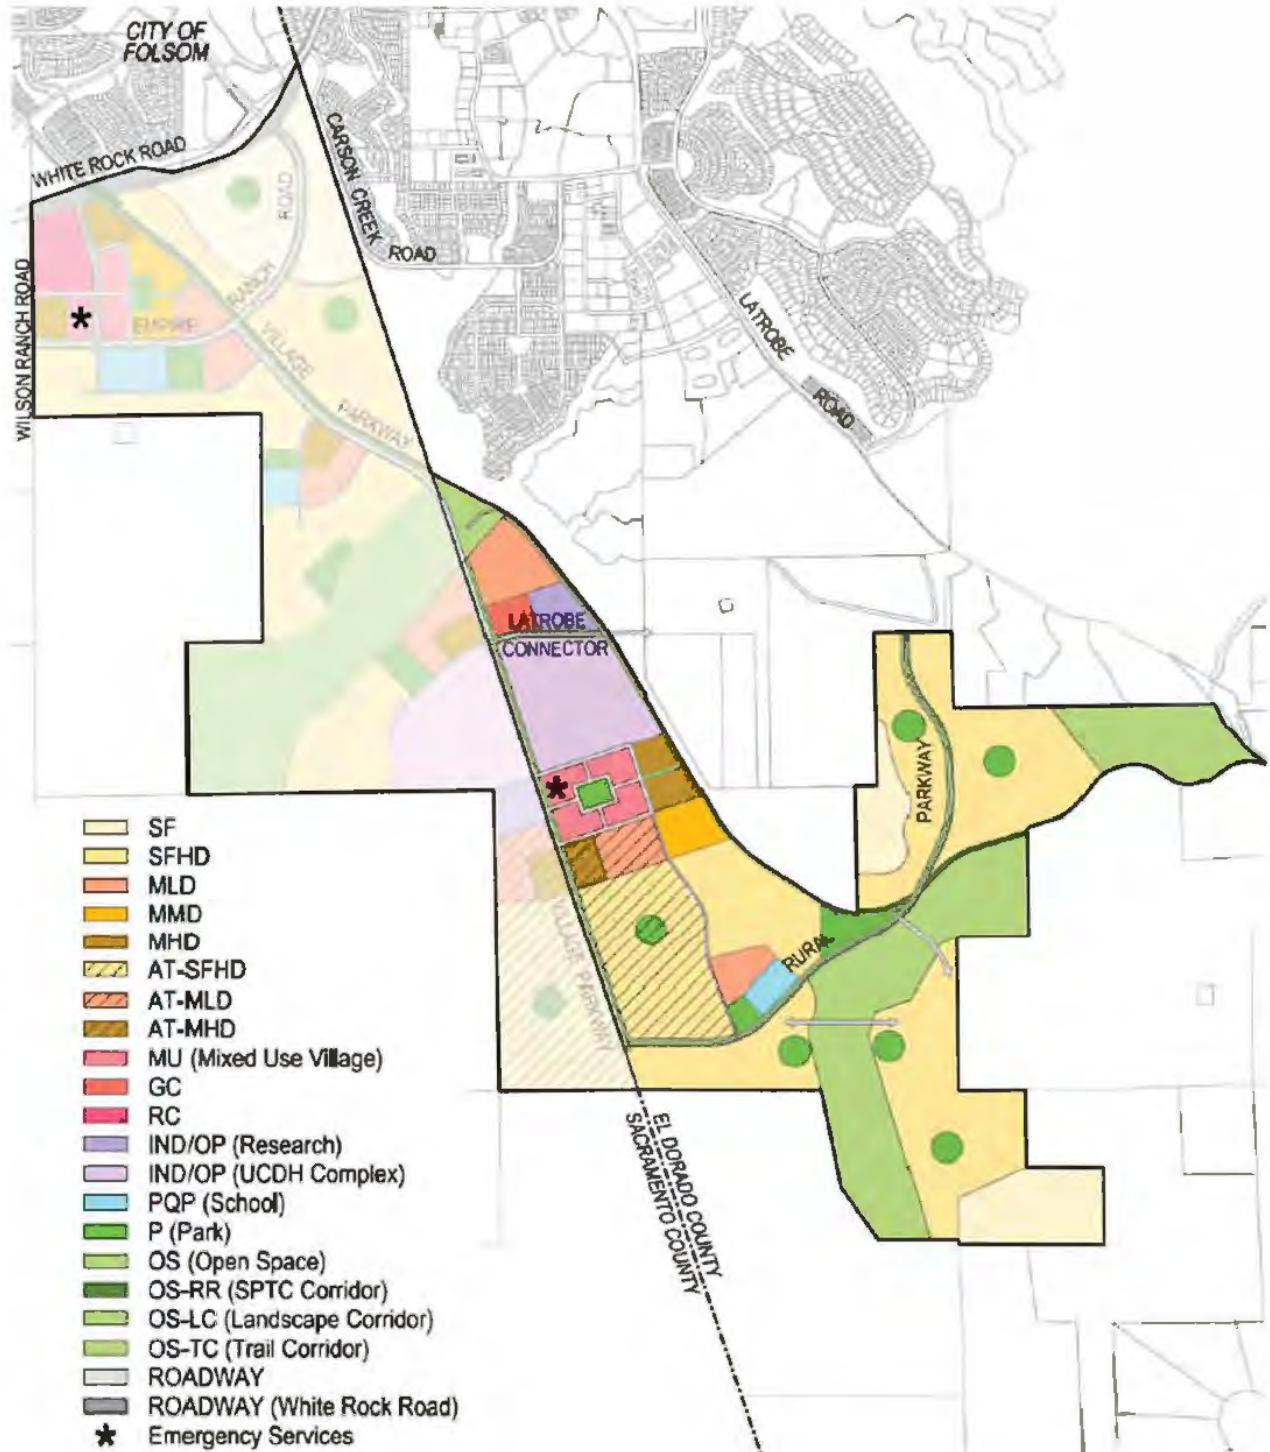 CITY OF
FOLSOM
WHITE ROCK ROAD
CARSON CREEK
ROAD
ROAD
RANCH
EMPIRE
WILSON RANCH ROAD
VILLAGE
PARKWAY
LATROBE
ROAD
LATROBE
CONNECTOR
PARKWAY
RURAL
VILLAGE PARKWAY
EL DORADO COUNTY
SACRAMENTO COUNTY
SF
SFHD
MLD
MMD
MHD
AT-SFHD
AT-MLD
AT-MHD
MU (Mixed Use Village)
GC
RC
IND/OP (Research)
IND/OP (UCDH Complex)
PQP (School)
P (Park)
OS (Open Space)
OS-RR (SPTC Corridor)
OS-LC (Landscape Corridor)
OS-TC (Trail Corridor)
ROADWAY
ROADWAY (White Rock Road)
* Emergency Services